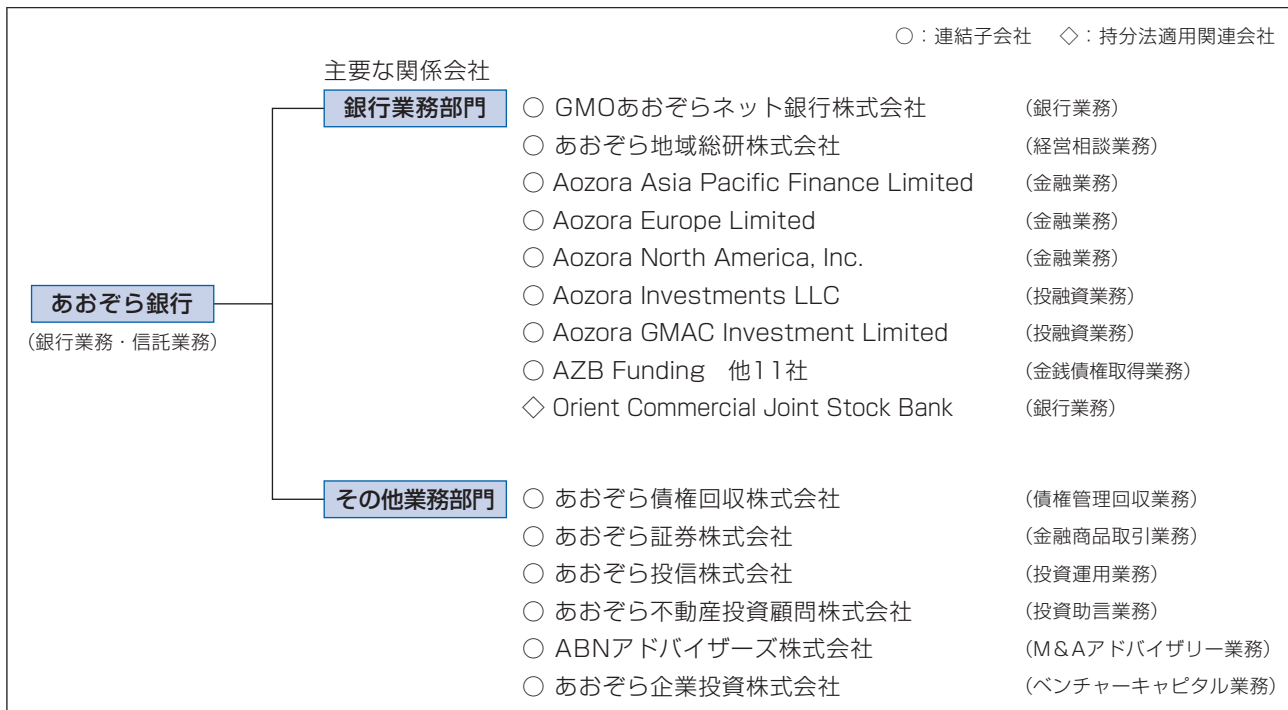 ○：連結子会社　◇：持分法適用関連会社
主要な関係会社
銀行業務部門
○ GMOあおぞらネット銀行株式会社 (銀行業務)
○ あおぞら地域総研株式会社 (経営相談業務)
○ Aozora Asia Pacific Finance Limited (金融業務)
○ Aozora Europe Limited (金融業務)
○ Aozora North America, Inc. (金融業務)
○ Aozora Investments LLC (投融資業務)
○ Aozora GMAC Investment Limited (投融資業務)
○ AZB Funding　他11社 (金銭債権取得業務)
◇ Orient Commercial Joint Stock Bank (銀行業務)
あおぞら銀行
(銀行業務・信託業務)
その他業務部門
○ あおぞら債権回収株式会社 (債権管理回収業務)
○ あおぞら証券株式会社 (金融商品取引業務)
○ あおぞら投信株式会社 (投資運用業務)
○ あおぞら不動産投資顧問株式会社 (投資助言業務)
○ ABNアドバイザーズ株式会社 (M＆Aアドバイザリー業務)
○ あおぞら企業投資株式会社 (ベンチャーキャピタル業務)